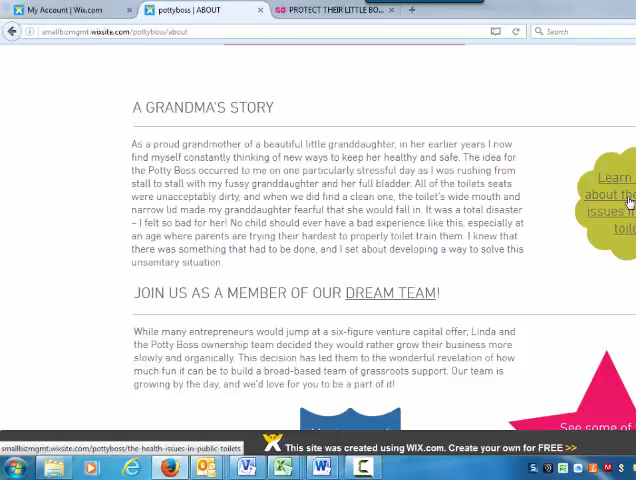 My Account | Wix.com
pottyboss | ABOUT
PROTECT THEIR LITTLE BO...
smallbizmgmt.wixsite.com/pottyboss/about
Search
A GRANDMA'S STORY
As a proud grandmother of a beautiful little granddaughter, in her earlier years I now
find myself constantly thinking of new ways to keep her healthy and safe. The idea for
the Potty Boss occurred to me on one particularly stressful day as I was rushing from
stall to stall with my fussy granddaughter and her full bladder. All of the toilets seats
were unacceptably dirty, and when we did find a clean one, the toilet's wide mouth and
narrow lid made my granddaughter fearful that she would fall in. It was a total disaster
– I felt so bad for her! No child should ever have a bad experience like this, especially at
an age where parents are trying their hardest to properly toilet train them. I knew that
there was something that had to be done, and I set about developing a way to solve this
unsanitary situation.
Learn
about the
issues i
toil
JOIN US AS A MEMBER OF OUR DREAM TEAM!
While many entrepreneurs would jump at a six-figure venture capital offer, Linda and
the Potty Boss ownership team decided they would rather grow their business more
slowly and organically. This decision has led them to the wonderful revelation of how
much fun it can be to build a broad-based team of grassroots support. Our team is
growing by the day, and we'd love for you to be a part of it!
See some of
This site was created using WIX.com. Create your own for FREE >>
smallbizmgmt.wixsite.com/pottyboss/the-health-issues-in-public-toilets